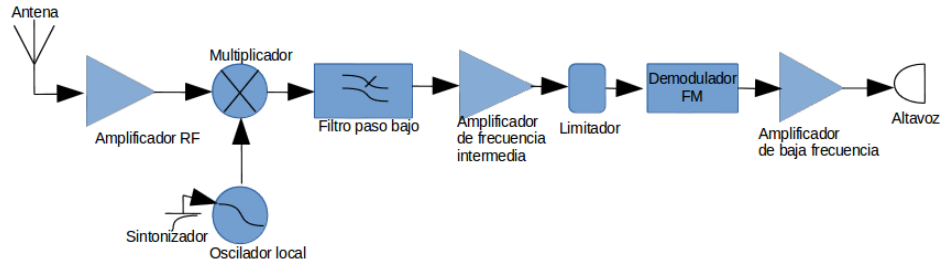 Antena
Amplificador RF
Multiplicador
Filtro paso bajo
Amplificador
de frecuencia
intermedia
Limitador
Demodulador
FM
Amplificador
de baja frecuencia
Altavoz
Sintonizador
Oscilador local